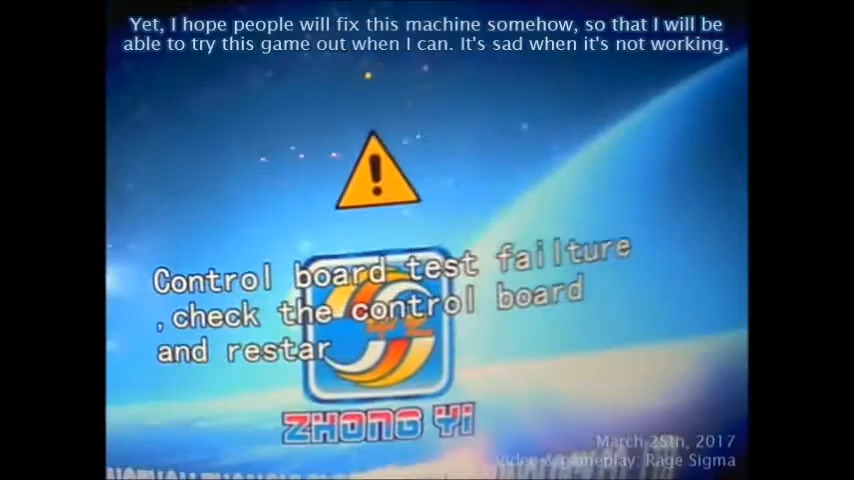 Yet, I hope people will fix this machine somehow, so that I will be
able to try this game out when I can. It's sad when it's not working.
Control board test failture
, check the control board
and restar
ZHONG YI
March 25th, 2017
Video & gameplay: Rage Sigma